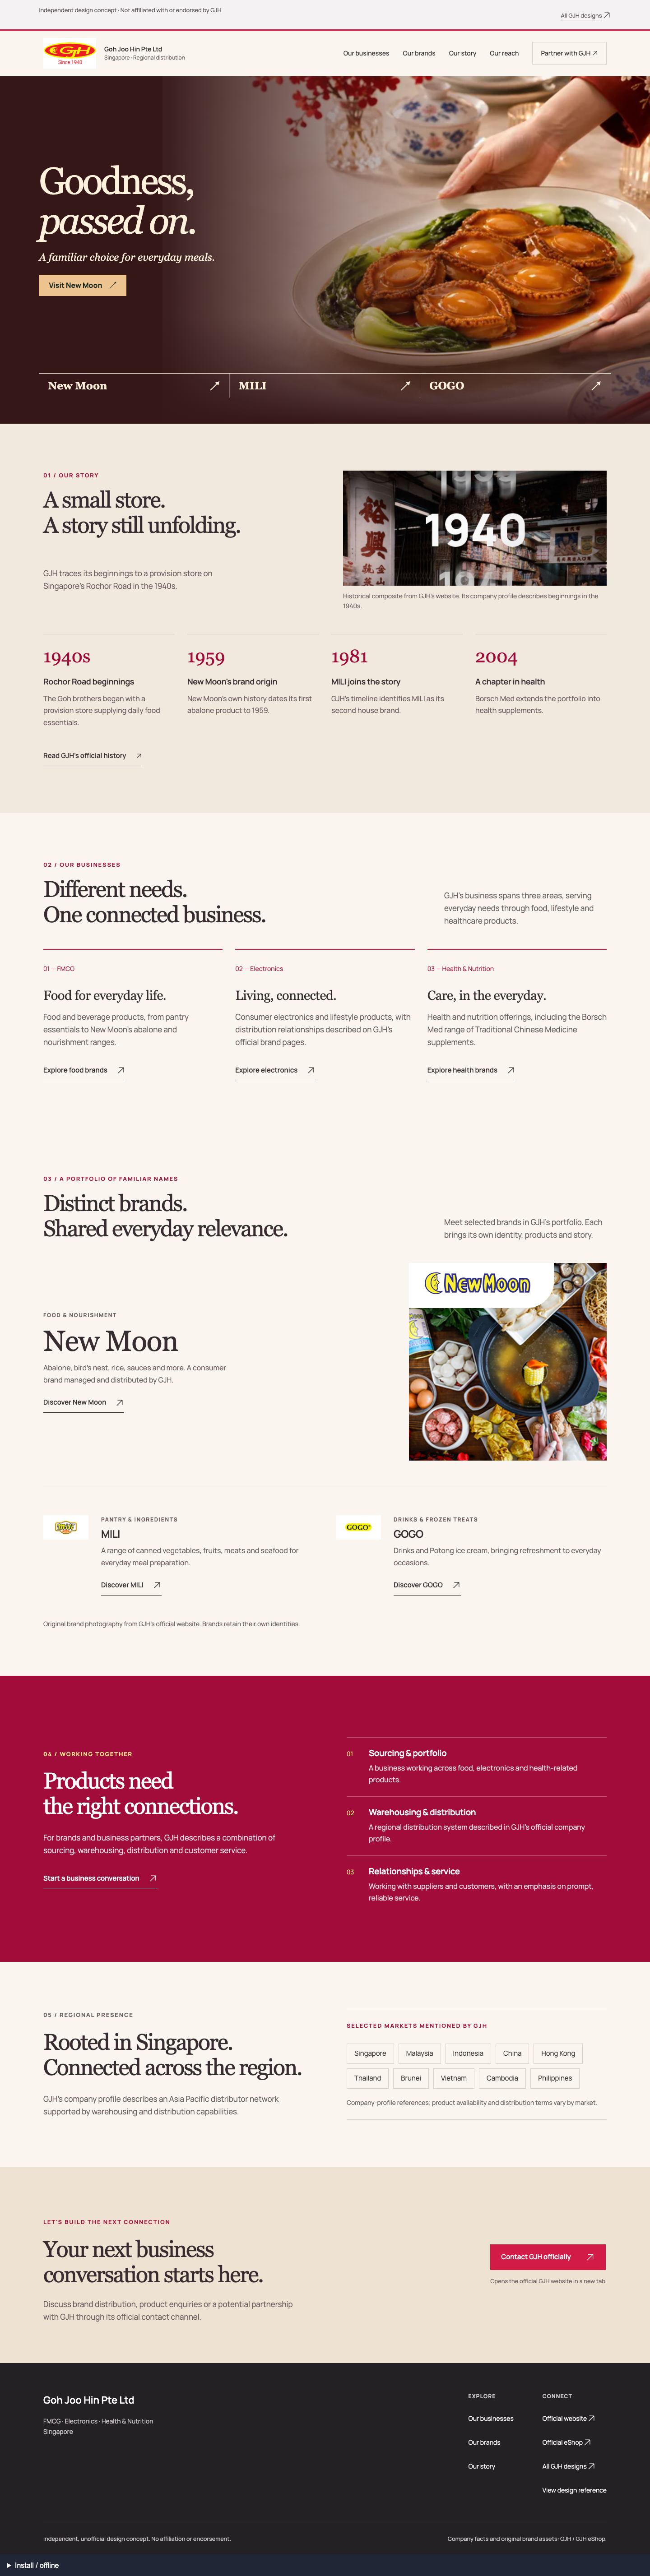 Independent design concept · Not affiliated with or endorsed by GJH
All GJH designs
GJH
Since 1940
Goh Joo Hin Pte Ltd
Singapore · Regional distribution
Our businesses
Our brands
Our story
Our reach
Partner with GJH
Goodness,
passed on.
A familiar choice for everyday meals.
Visit New Moon
New Moon
MILI
GOGO
01 / OUR STORY
A small store.
A story still unfolding.
GJH traces its beginnings to a provision store on
Singapore's Rochor Road in the 1940s.
1940
Historical composite from GJH's website. Its company profile describes beginnings in the
1940s.
1940s
Rochor Road beginnings
The Goh brothers began with a
provision store supplying daily food
essentials.
1959
New Moon's brand origin
New Moon's own history dates its first
abalone product to 1959.
1981
MILI joins the story
GJH's timeline identifies MILI as its
second house brand.
2004
A chapter in health
Borsch Med extends the portfolio into
health supplements.
Read GJH's official history
02 / OUR BUSINESSES
Different needs.
One connected business.
GJH's business spans three areas, serving
everyday needs through food, lifestyle and
healthcare products.
01 — FMCG
Food for everyday life.
Food and beverage products, from pantry
essentials to New Moon's abalone and
nourishment ranges.
Explore food brands
02 — Electronics
Living, connected.
Consumer electronics and lifestyle products, with
distribution relationships described on GJH's
official brand pages.
Explore electronics
03 — Health & Nutrition
Care, in the everyday.
Health and nutrition offerings, including the Borsch
Med range of Traditional Chinese Medicine
supplements.
Explore health brands
03 / A PORTFOLIO OF FAMILIAR NAMES
Distinct brands.
Shared everyday relevance.
Meet selected brands in GJH's portfolio. Each
brings its own identity, products and story.
FOOD & NOURISHMENT
New Moon
Abalone, bird's nest, rice, sauces and more. A consumer
brand managed and distributed by GJH.
Discover New Moon
New Moon
PANTRY & INGREDIENTS
MILI
A range of canned vegetables, fruits, meats and seafood for
everyday meal preparation.
Discover MILI
GOGO
DRINKS & FROZEN TREATS
GOGO
Drinks and Potong ice cream, bringing refreshment to everyday
occasions.
Discover GOGO
Original brand photography from GJH's official website. Brands retain their own identities.
04 / WORKING TOGETHER
Products need
the right connections.
For brands and business partners, GJH describes a combination of
sourcing, warehousing, distribution and customer service.
Start a business conversation
01
Sourcing & portfolio
A business working across food, electronics and health-related
products.
02
Warehousing & distribution
A regional distribution system described in GJH's official company
profile.
03
Relationships & service
Working with suppliers and customers, with an emphasis on prompt,
reliable service.
05 / REGIONAL PRESENCE
Rooted in Singapore.
Connected across the region.
GJH's company profile describes an Asia Pacific distributor network
supported by warehousing and distribution capabilities.
SELECTED MARKETS MENTIONED BY GJH
Singapore
Malaysia
Indonesia
China
Hong Kong
Thailand
Brunei
Vietnam
Cambodia
Philippines
Company-profile references; product availability and distribution terms vary by market.
LET'S BUILD THE NEXT CONNECTION
Your next business
conversation starts here.
Discuss brand distribution, product enquiries or a potential partnership
with GJH through its official contact channel.
Contact GJH officially
Opens the official GJH website in a new tab.
Goh Joo Hin Pte Ltd
FMCG · Electronics · Health & Nutrition
Singapore
EXPLORE
Our businesses
Our brands
Our story
CONNECT
Official website
Official eShop
All GJH designs
View design reference
Independent, unofficial design concept. No affiliation or endorsement.
Company facts and original brand assets: GJH / GJH eShop.
Install / offline